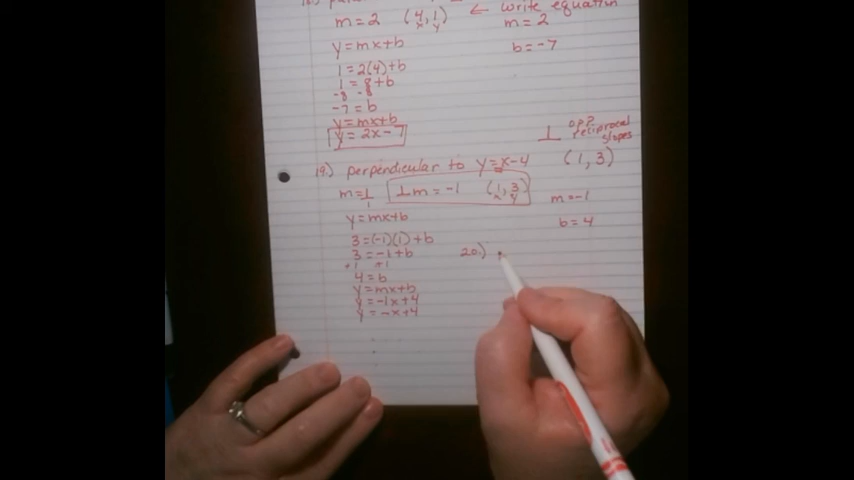 m = 2 (4, 1) ← write equation
x y
m = 2
y = mx + b
b = -7
1 = 2(4) + b
1 = 8 + b
-8 -8
-7 = b
y = mx + b
y = 2x - 7
⊥ opp reciprocal slopes
19.) perpendicular to y = x - 4 (1, 3)
m = 1/1 ⊥m = -1 (1, 3)
x y
m = -1
y = mx + b
b = 4
3 = (-1)(1) + b
3 = -1 + b
+1 +1
20.)
4 = b
y = mx + b
y = -1x + 4
y = -x + 4